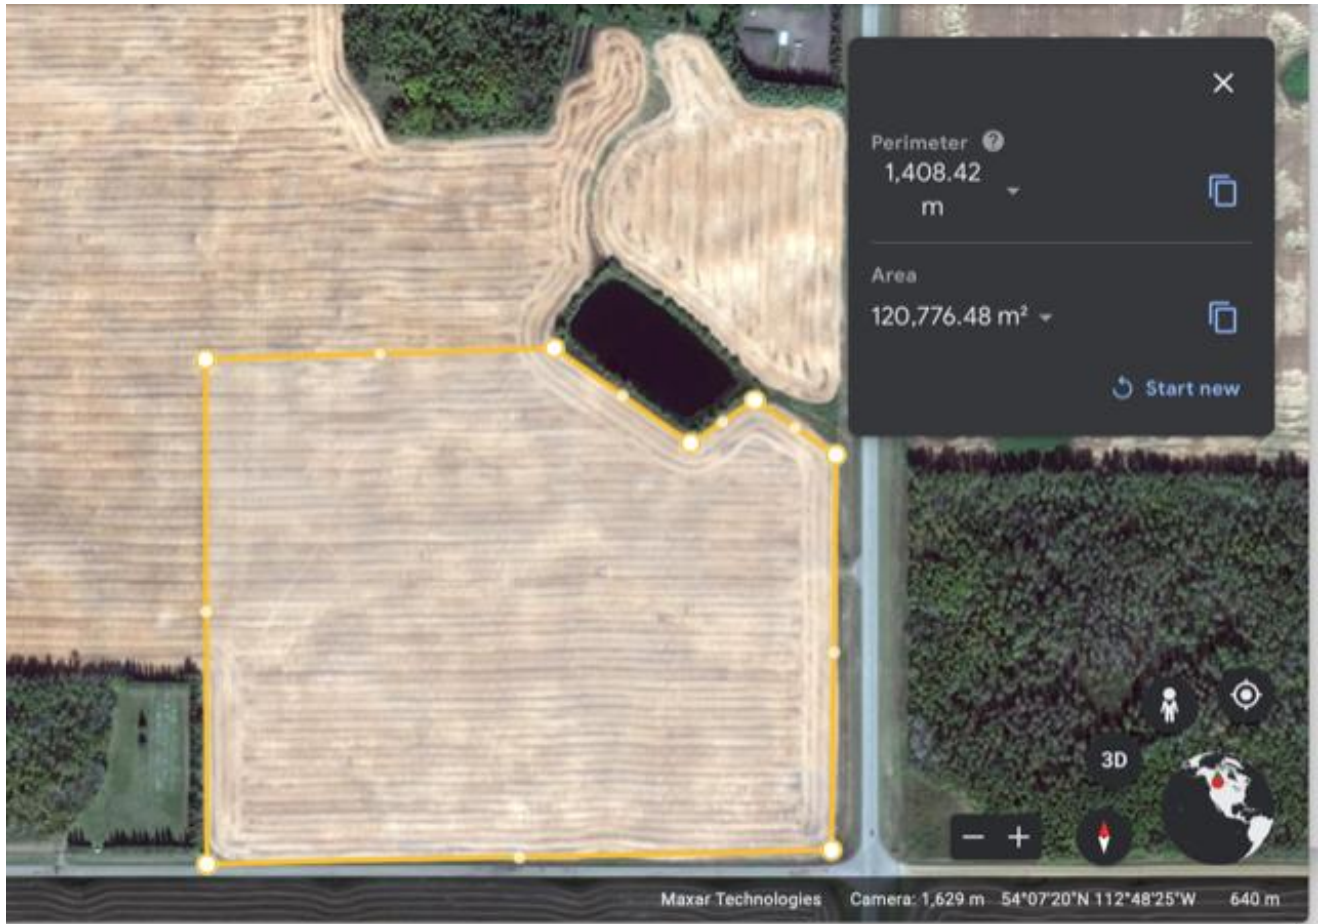 Perimeter
1,408.42
m
Area
120,776.48 m²
Start new
3D
Maxar Technologies Camera: 1,629 m 54°07'20"N 112°48'25"W 640 m